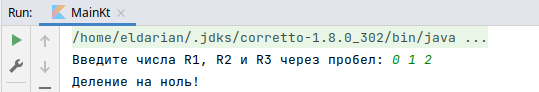 Run:
MainKt
/home/eldarian/.jdks/corretto-1.8.0_302/bin/java ...
Введите числа R1, R2 и R3 через пробел: 0 1 2
Деление на ноль!